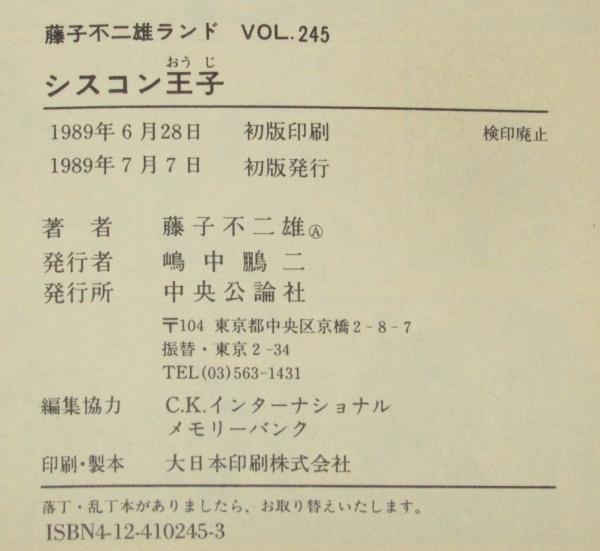 藤子不二雄ランド VOL.245
おうじ
シスコン王子
1989年6月28日 初版印刷 検印廃止
1989年7月7日 初版発行
著者 藤子不二雄Ⓐ
発行者 嶋中鵬二
発行所 中央公論社
〒104 東京都中央区京橋2-8-7
振替・東京2-34
TEL(03)563-1431
編集協力 C.K.インターナショナル
メモリーバンク
印刷・製本 大日本印刷株式会社
落丁・乱丁本がありましたら、お取り替えいたします。
ISBN4-12-410245-3